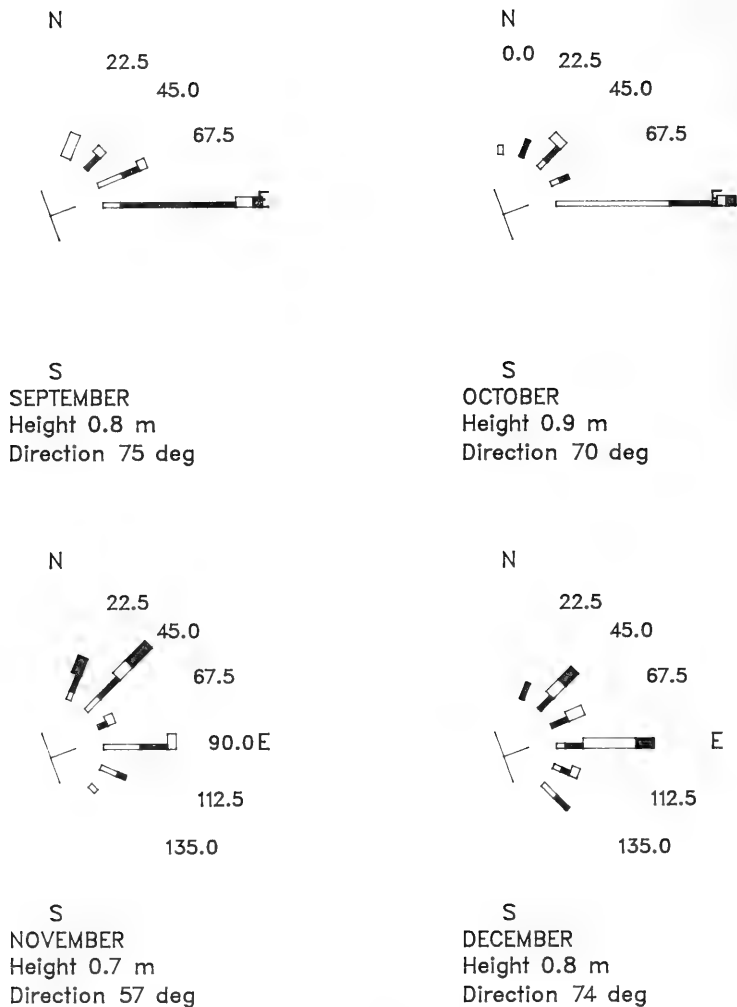 N
22.5
45.0
67.5
E
S
SEPTEMBER
Height 0.8 m
Direction 75 deg
N
0.0 22.5
45.0
67.5
E
S
OCTOBER
Height 0.9 m
Direction 70 deg
N
22.5
45.0
67.5
90.0 E
112.5
135.0
S
NOVEMBER
Height 0.7 m
Direction 57 deg
N
22.5
45.0
67.5
E
112.5
135.0
S
DECEMBER
Height 0.8 m
Direction 74 deg